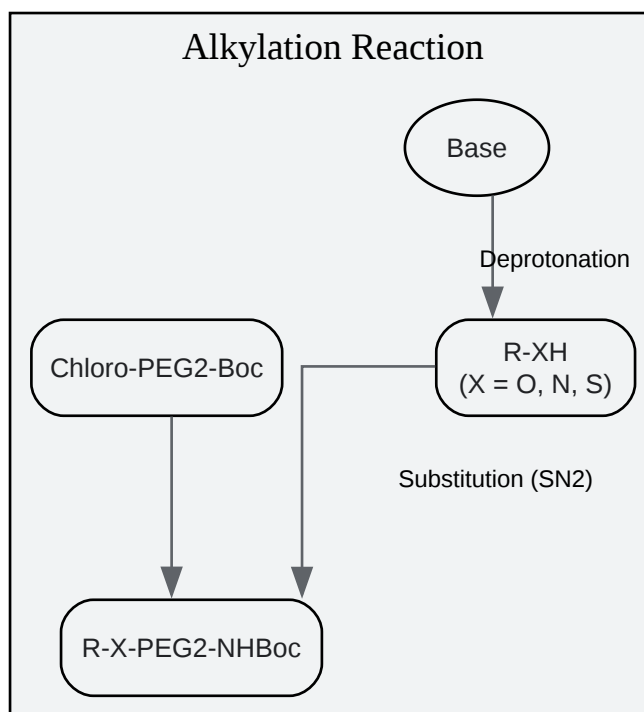 Alkylation Reaction
Base
Deprotonation
Chloro-PEG2-Boc
R-XH
(X = O, N, S)
Substitution (SN2)
R-X-PEG2-NHBoc